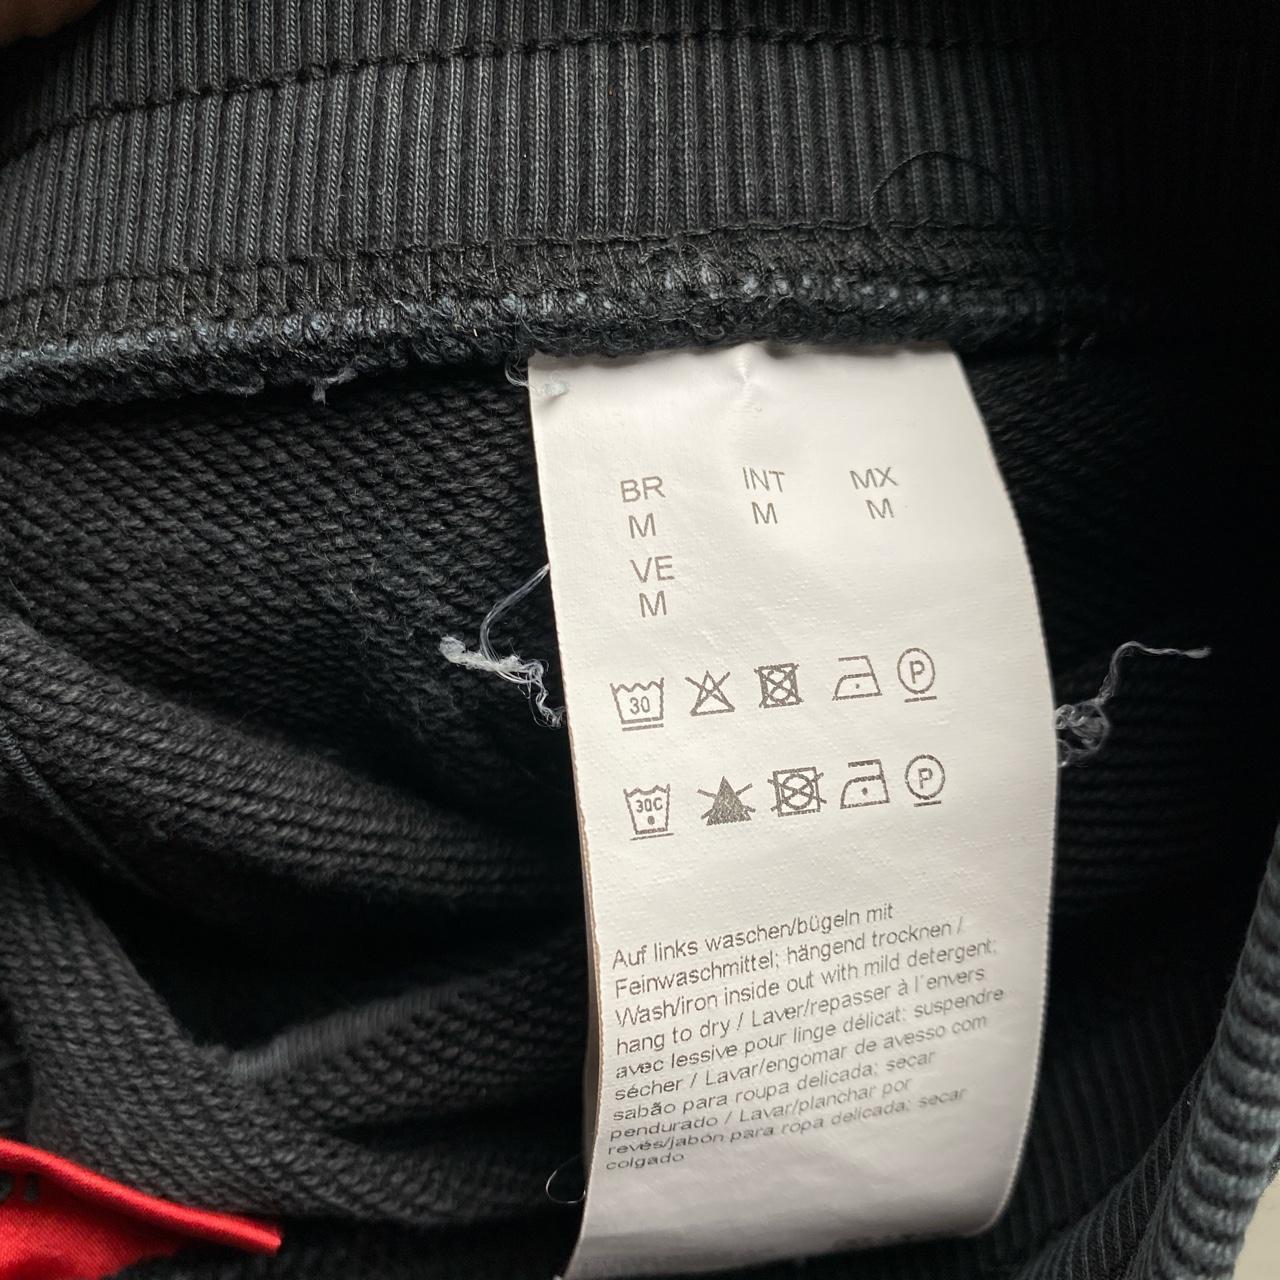 BR INT MX
M M M
VE
M
30 P
30C P
Auf links waschen/bügeln mit
Feinwaschmittel; hängend trocknen /
Wash/iron inside out with mild detergent;
hang to dry / Laver/repasser à l´envers
avec lessive pour linge délicat; suspendre
sécher / Lavar/engomar de avesso com
sabão para roupa delicada; secar
pendurado / Lavar/planchar por
revés/jabón para ropa delicada; secar
colgado